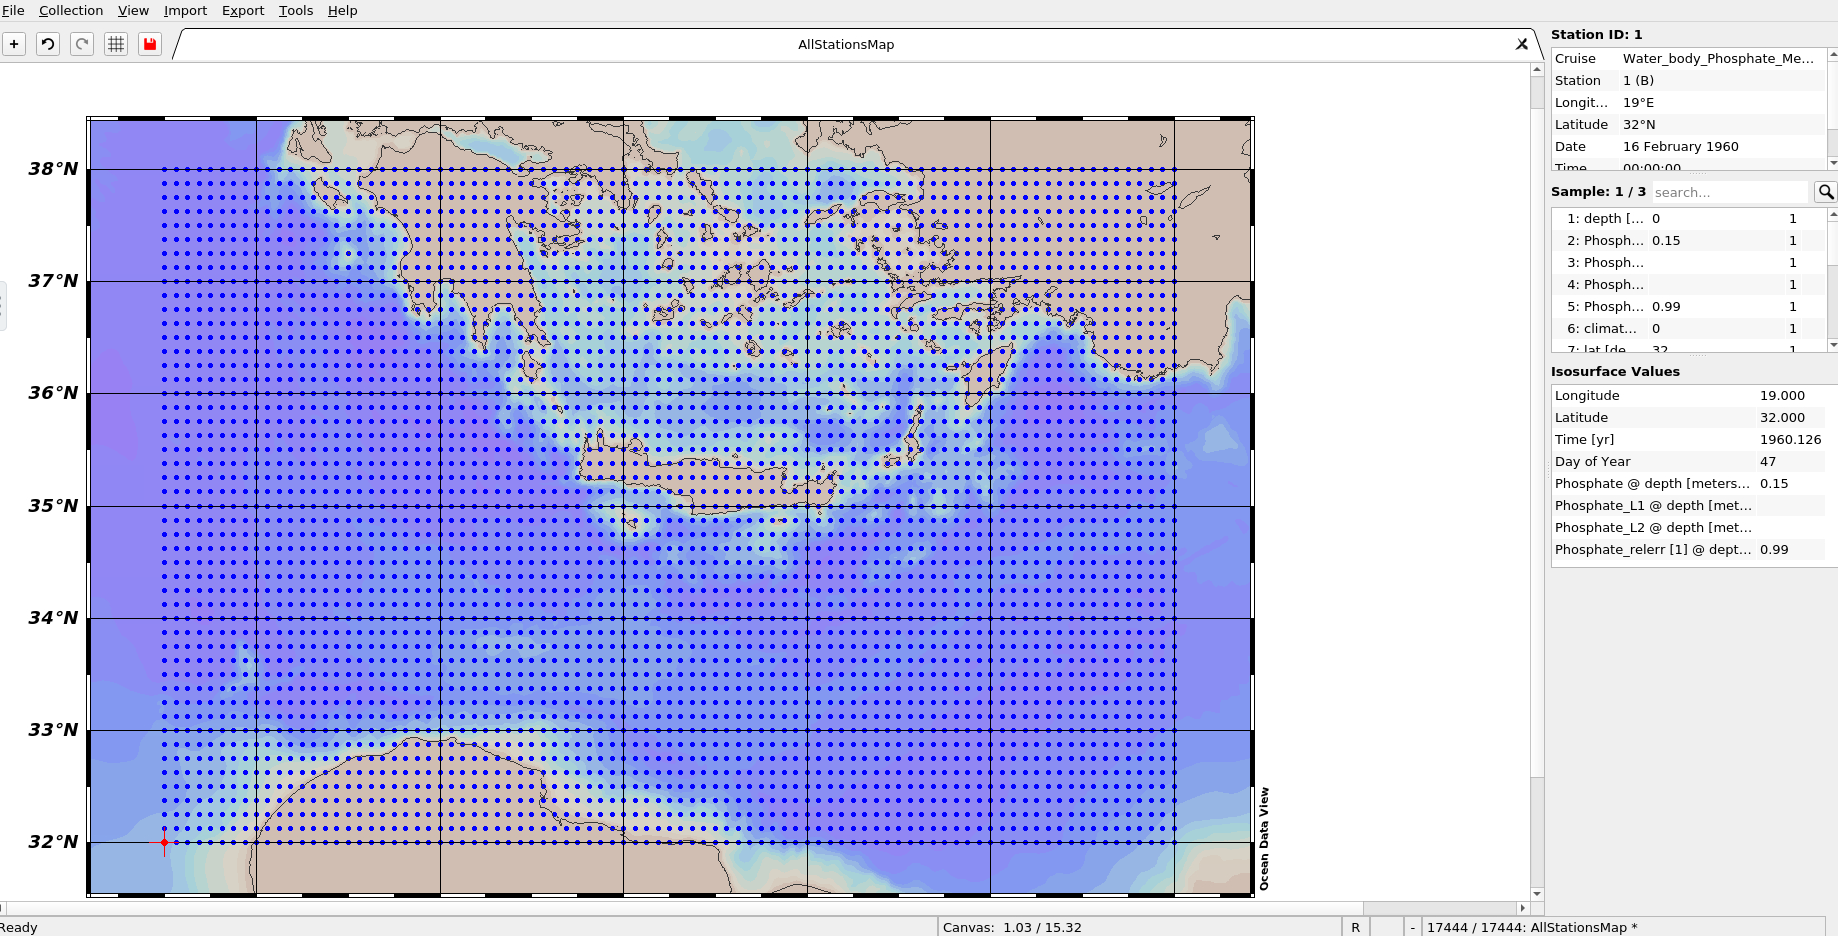 File Collection View Import Export Tools Help
AllStationsMap
38°N
37°N
36°N
35°N
34°N
33°N
32°N
Ocean Data View
Station ID: 1
Cruise Water_body_Phosphate_Me...
Station 1 (B)
Longit... 19°E
Latitude 32°N
Date 16 February 1960
Time 00:00:00
Sample: 1 / 3 search...
1: depth [... 0 1
2: Phosph... 0.15 1
3: Phosph... 1
4: Phosph... 1
5: Phosph... 0.99 1
6: climat... 0 1
7: lat [de... 32 1
Isosurface Values
Longitude 19.000
Latitude 32.000
Time [yr] 1960.126
Day of Year 47
Phosphate @ depth [meters... 0.15
Phosphate_L1 @ depth [met...
Phosphate_L2 @ depth [met...
Phosphate_relerr [1] @ dept... 0.99
Ready Canvas: 1.03 / 15.32 R - 17444 / 17444: AllStationsMap *